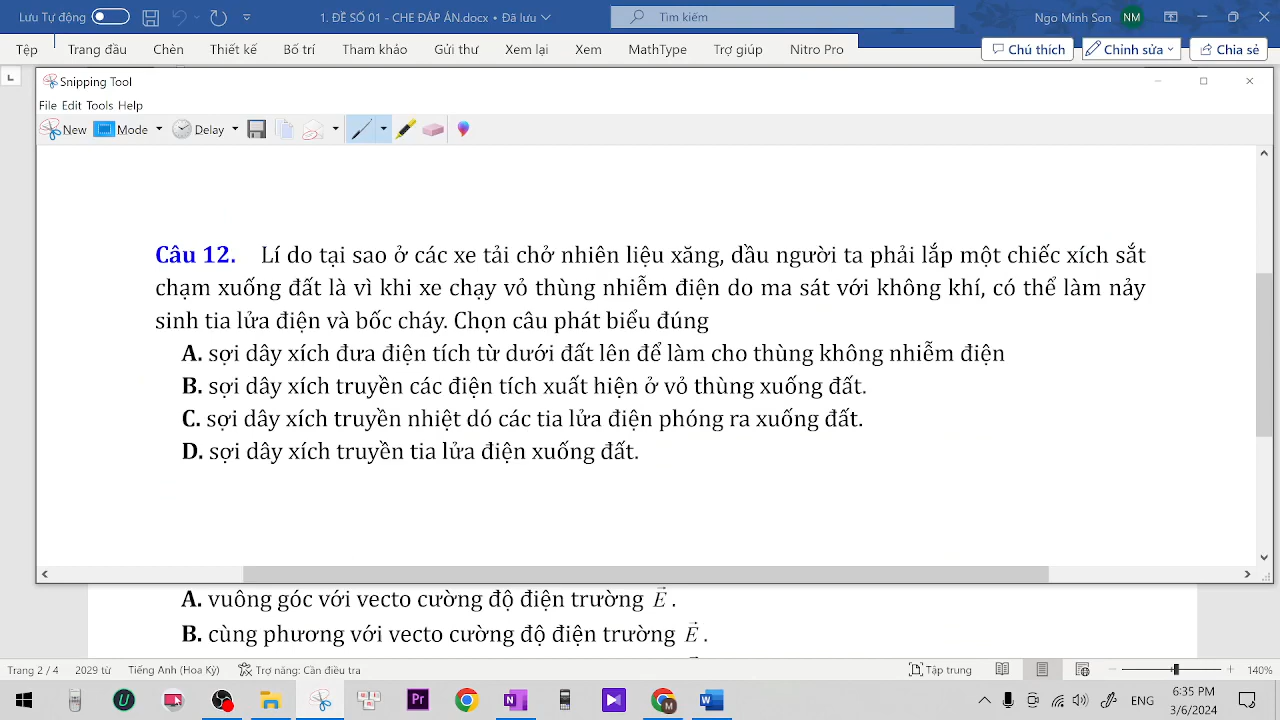 Lưu Tự động
1. ĐỀ SỐ 01 - CHE ĐÁP ÁN.docx • Đã lưu
Tìm kiếm
Ngo Minh Son
NM
Tệp Trang đầu Chèn Thiết kế Bố trí Tham khảo Gửi thư Xem lại Xem MathType Trợ giúp Nitro Pro
Chú thích Chỉnh sửa Chia sẻ
Snipping Tool
File Edit Tools Help
New Mode Delay
Câu 12. Lí do tại sao ở các xe tải chở nhiên liệu xăng, dầu người ta phải lắp một chiếc xích sắt
chạm xuống đất là vì khi xe chạy vỏ thùng nhiễm điện do ma sát với không khí, có thể làm nảy
sinh tia lửa điện và bốc cháy. Chọn câu phát biểu đúng
A. sợi dây xích đưa điện tích từ dưới đất lên để làm cho thùng không nhiễm điện
B. sợi dây xích truyền các điện tích xuất hiện ở vỏ thùng xuống đất.
C. sợi dây xích truyền nhiệt dó các tia lửa điện phóng ra xuống đất.
D. sợi dây xích truyền tia lửa điện xuống đất.
A. vuông góc với vecto cường độ điện trường E⃗ .
B. cùng phương với vecto cường độ điện trường E⃗ .
Trang 2 / 4 2029 từ Tiếng Anh (Hoa Kỳ) Trợ năng: Cần điều tra
Tập trung
140%
Pr
ENG
6:35 PM
3/6/2024